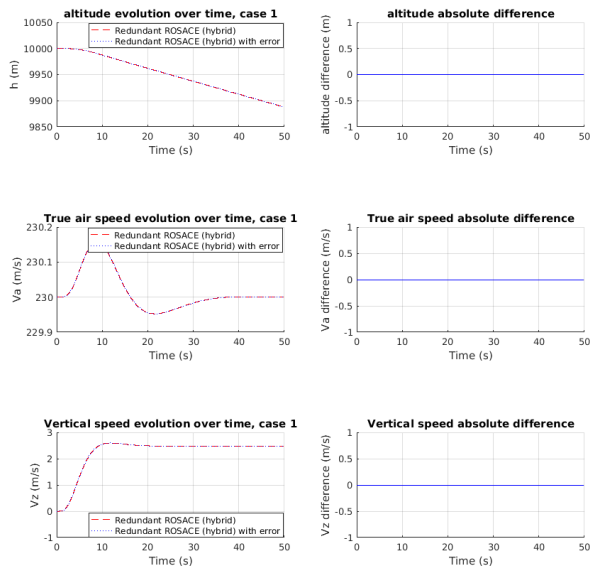 altitude evolution over time, case 1
10050
10000
9950
9900
9850
h (m)
Redundant ROSACE (hybrid)
Redundant ROSACE (hybrid) with error
0 10 20 30 40 50
Time (s)
altitude absolute difference
1
0.5
0
-0.5
-1
altitude difference (m)
0 10 20 30 40 50
Time (s)
True air speed evolution over time, case 1
230.2
230.1
230
229.9
Va (m/s)
Redundant ROSACE (hybrid)
Redundant ROSACE (hybrid) with error
0 10 20 30 40 50
Time (s)
True air speed absolute difference
1
0.5
0
-0.5
-1
Va difference (m/s)
0 10 20 30 40 50
Time (s)
Vertical speed evolution over time, case 1
3
2
1
0
-1
Vz (m/s)
Redundant ROSACE (hybrid)
Redundant ROSACE (hybrid) with error
0 10 20 30 40 50
Time (s)
Vertical speed absolute difference
1
0.5
0
-0.5
-1
Vz difference (m/s)
0 10 20 30 40 50
Time (s)